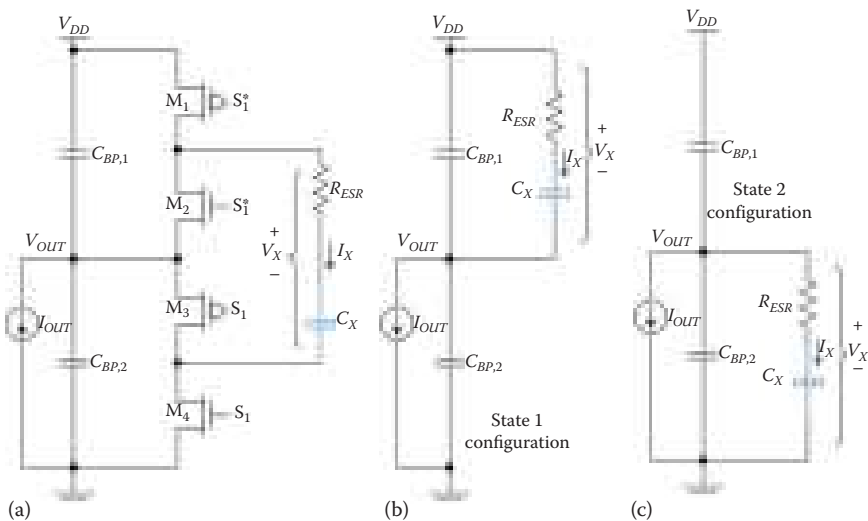 V_DD
M_1
S_1^*
C_BP,1
M_2
S_1^*
R_ESR
+
V_X
−
I_X
V_OUT
M_3
S_1
C_X
I_OUT
C_BP,2
M_4
S_1
(a)
V_DD
R_ESR
+
I_X
V_X
−
C_BP,1
C_X
V_OUT
I_OUT
C_BP,2
State 1
configuration
(b)
V_DD
C_BP,1
State 2
configuration
V_OUT
R_ESR
I_OUT
+
I_X
V_X
−
C_BP,2
C_X
(c)